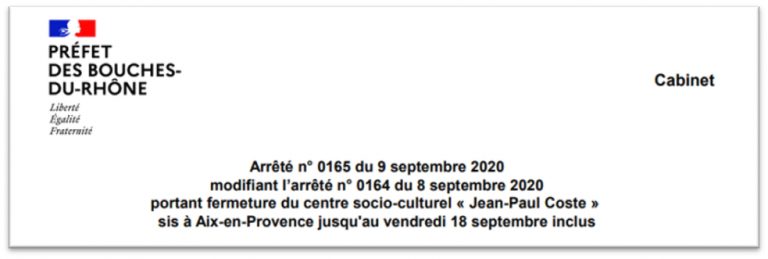 PRÉFET
DES BOUCHES-
DU-RHÔNE
Liberté
Égalité
Fraternité
Cabinet
Arrêté n° 0165 du 9 septembre 2020
modifiant l'arrêté n° 0164 du 8 septembre 2020
portant fermeture du centre socio-culturel « Jean-Paul Coste »
sis à Aix-en-Provence jusqu'au vendredi 18 septembre inclus